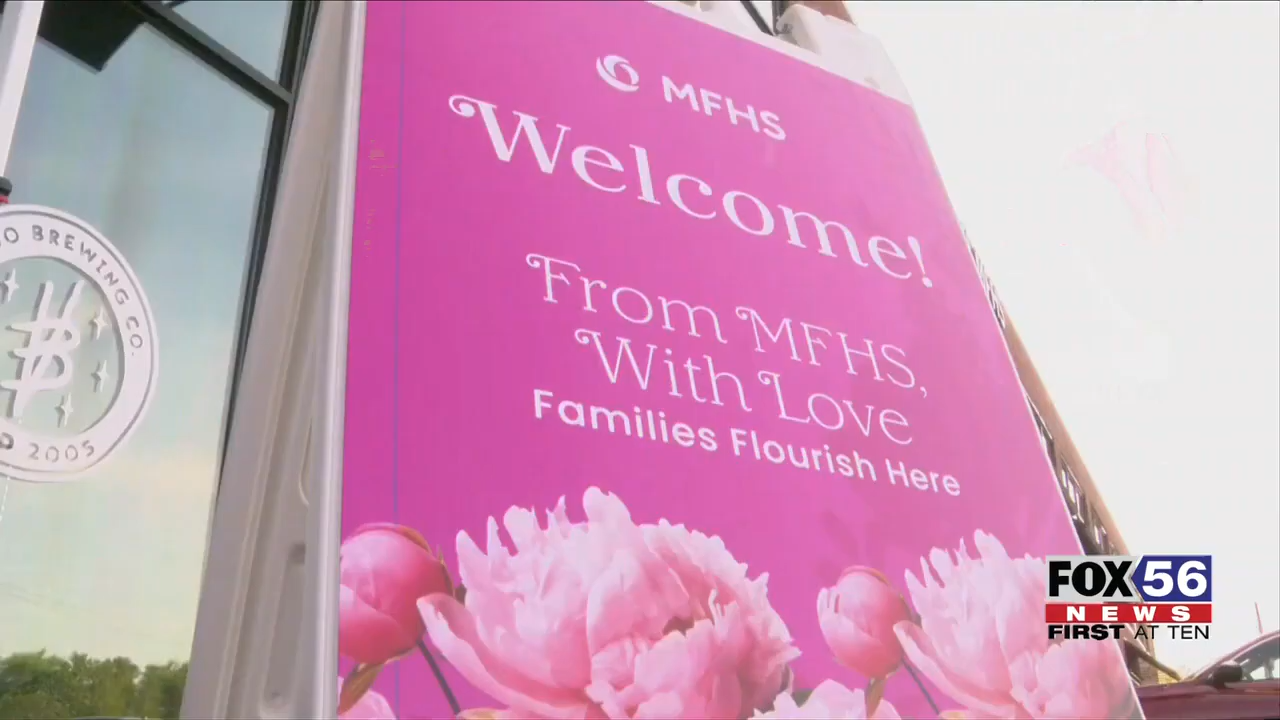 MFHS
Welcome!
From MFHS,
With Love
Families Flourish Here
BREWING CO.
2005
FOX 56
NEWS
FIRST AT TEN